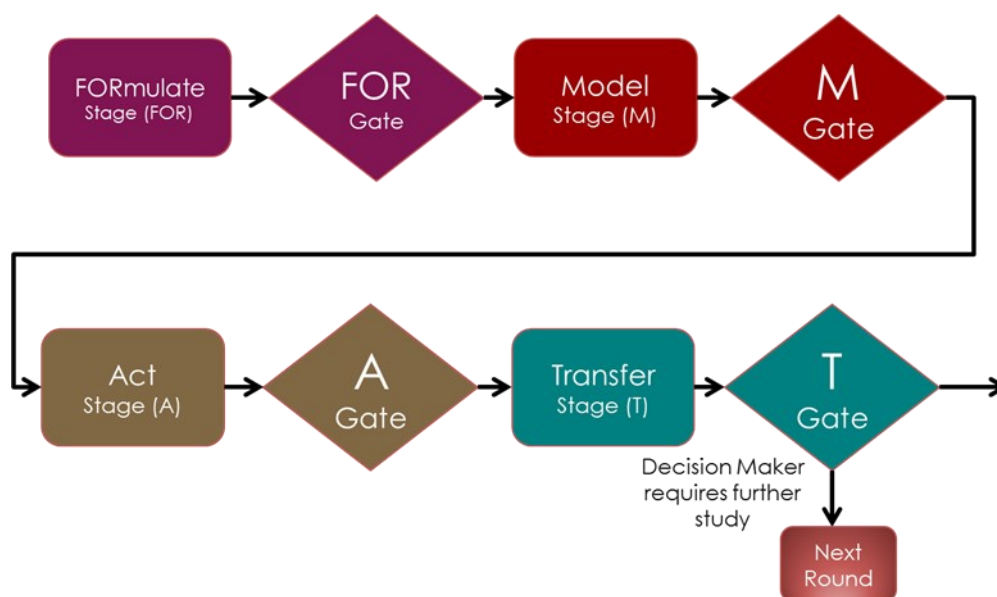 FORmulate
Stage (FOR)
FOR
Gate
Model
Stage (M)
M
Gate
Act
Stage (A)
A
Gate
Transfer
Stage (T)
T
Gate
Decision Maker
requires further
study
Next
Round